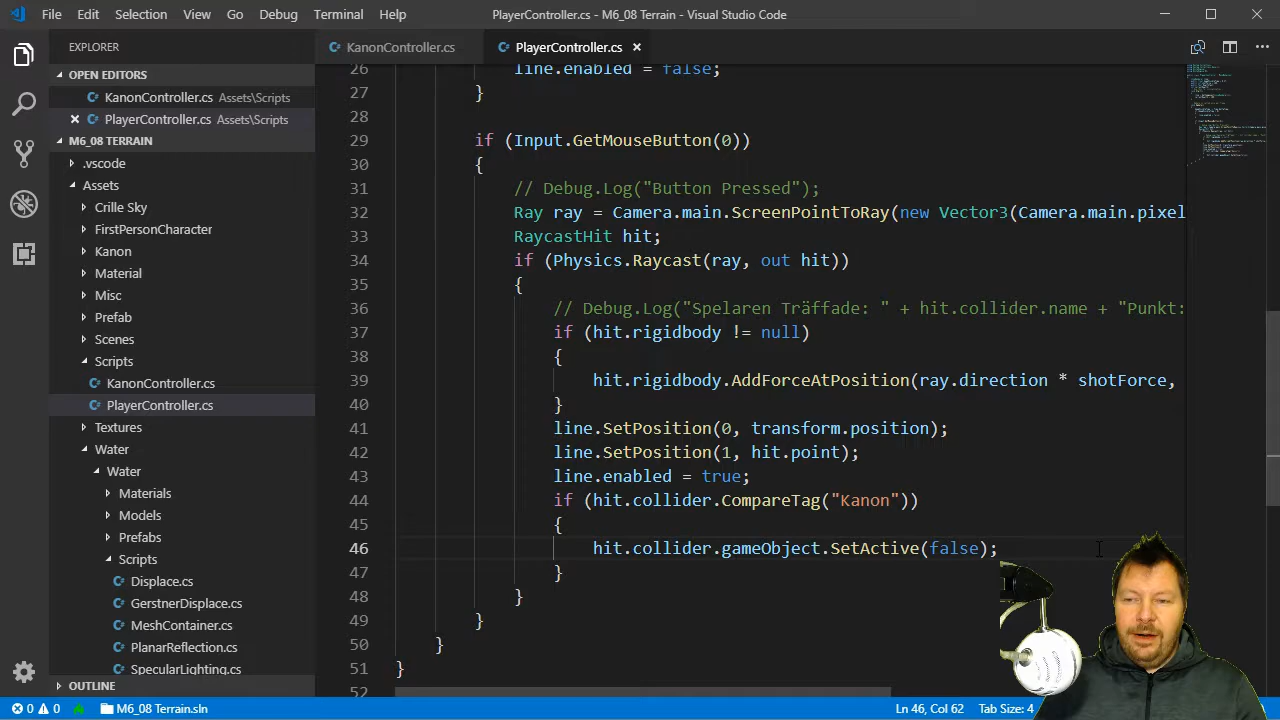 File Edit Selection View Go Debug Terminal Help PlayerController.cs - M6_08 Terrain - Visual Studio Code
EXPLORER
OPEN EDITORS
KanonController.cs Assets\Scripts
PlayerController.cs Assets\Scripts
M6_08 TERRAIN
.vscode
Assets
Crille Sky
FirstPersonCharacter
Kanon
Material
Misc
Prefab
Scenes
Scripts
KanonController.cs
PlayerController.cs
Textures
Water
Water
Materials
Models
Prefabs
Scripts
Displace.cs
GerstnerDisplace.cs
MeshContainer.cs
PlanarReflection.cs
SpecularLighting.cs
OUTLINE
KanonController.cs PlayerController.cs
26 line.enabled = false;
27 }
28
29 if (Input.GetMouseButton(0))
30 {
31 // Debug.Log("Button Pressed");
32 Ray ray = Camera.main.ScreenPointToRay(new Vector3(Camera.main.pixel
33 RaycastHit hit;
34 if (Physics.Raycast(ray, out hit))
35 {
36 // Debug.Log("Spelaren Träffade: " + hit.collider.name + "Punkt:
37 if (hit.rigidbody != null)
38 {
39 hit.rigidbody.AddForceAtPosition(ray.direction * shotForce,
40 }
41 line.SetPosition(0, transform.position);
42 line.SetPosition(1, hit.point);
43 line.enabled = true;
44 if (hit.collider.CompareTag("Kanon"))
45 {
46 hit.collider.gameObject.SetActive(false);
47 }
48 }
49 }
50 }
51 }
52
0 0 M6_08 Terrain.sln Ln 46, Col 62 Tab Size: 4